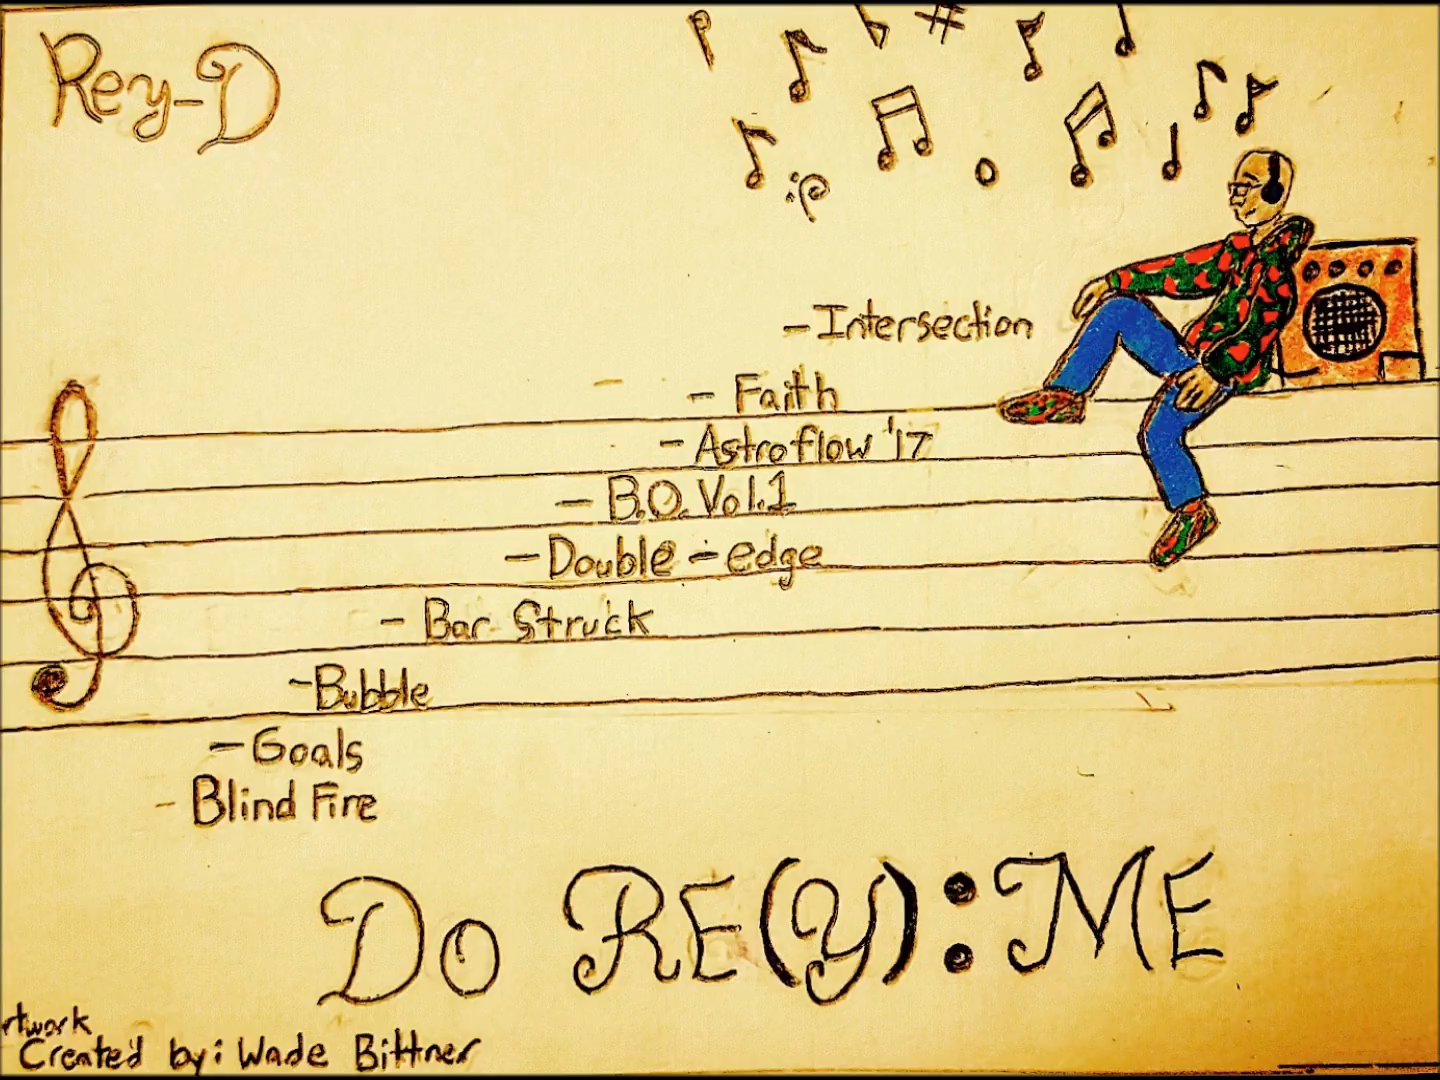 Rey-D
- Intersection
- Faith
- Astroflow '17
- B.O. Vol.1
- Double-edge
- Bar Struck
- Bubble
- Goals
- Blind Fire
Do RE(y):ME
rtwork
Created by: Wade Bittner